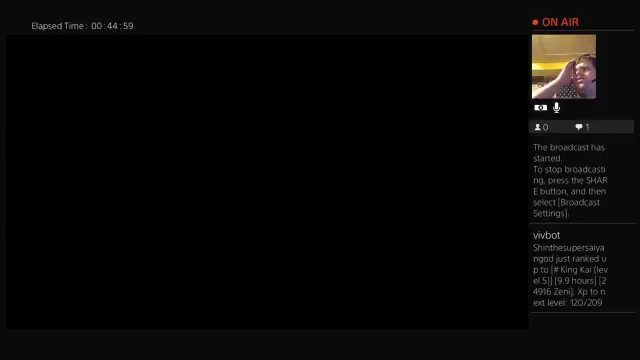 Elapsed Time : 00 : 44 : 59
ON AIR
0
1
The broadcast has
started.
To stop broadcasti
ng, press the SHAR
E button, and then
select [Broadcast
Settings].
vivbot
Shinthesupersaiya
ngod just ranked u
p to [# King Kai (lev
el 5)] [9.9 hours] [2
4916 Zeni]. Xp to n
ext level: 120/209